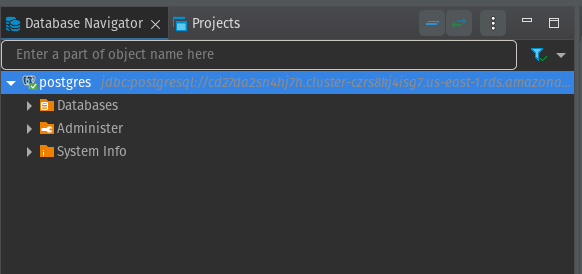 Database Navigator Projects
Enter a part of object name here
postgres jdbc:postgresql://cd27da2sn4hj7h.cluster-czrs8kj4isg7.us-east-1.rds.amazona...
Databases
Administer
System Info